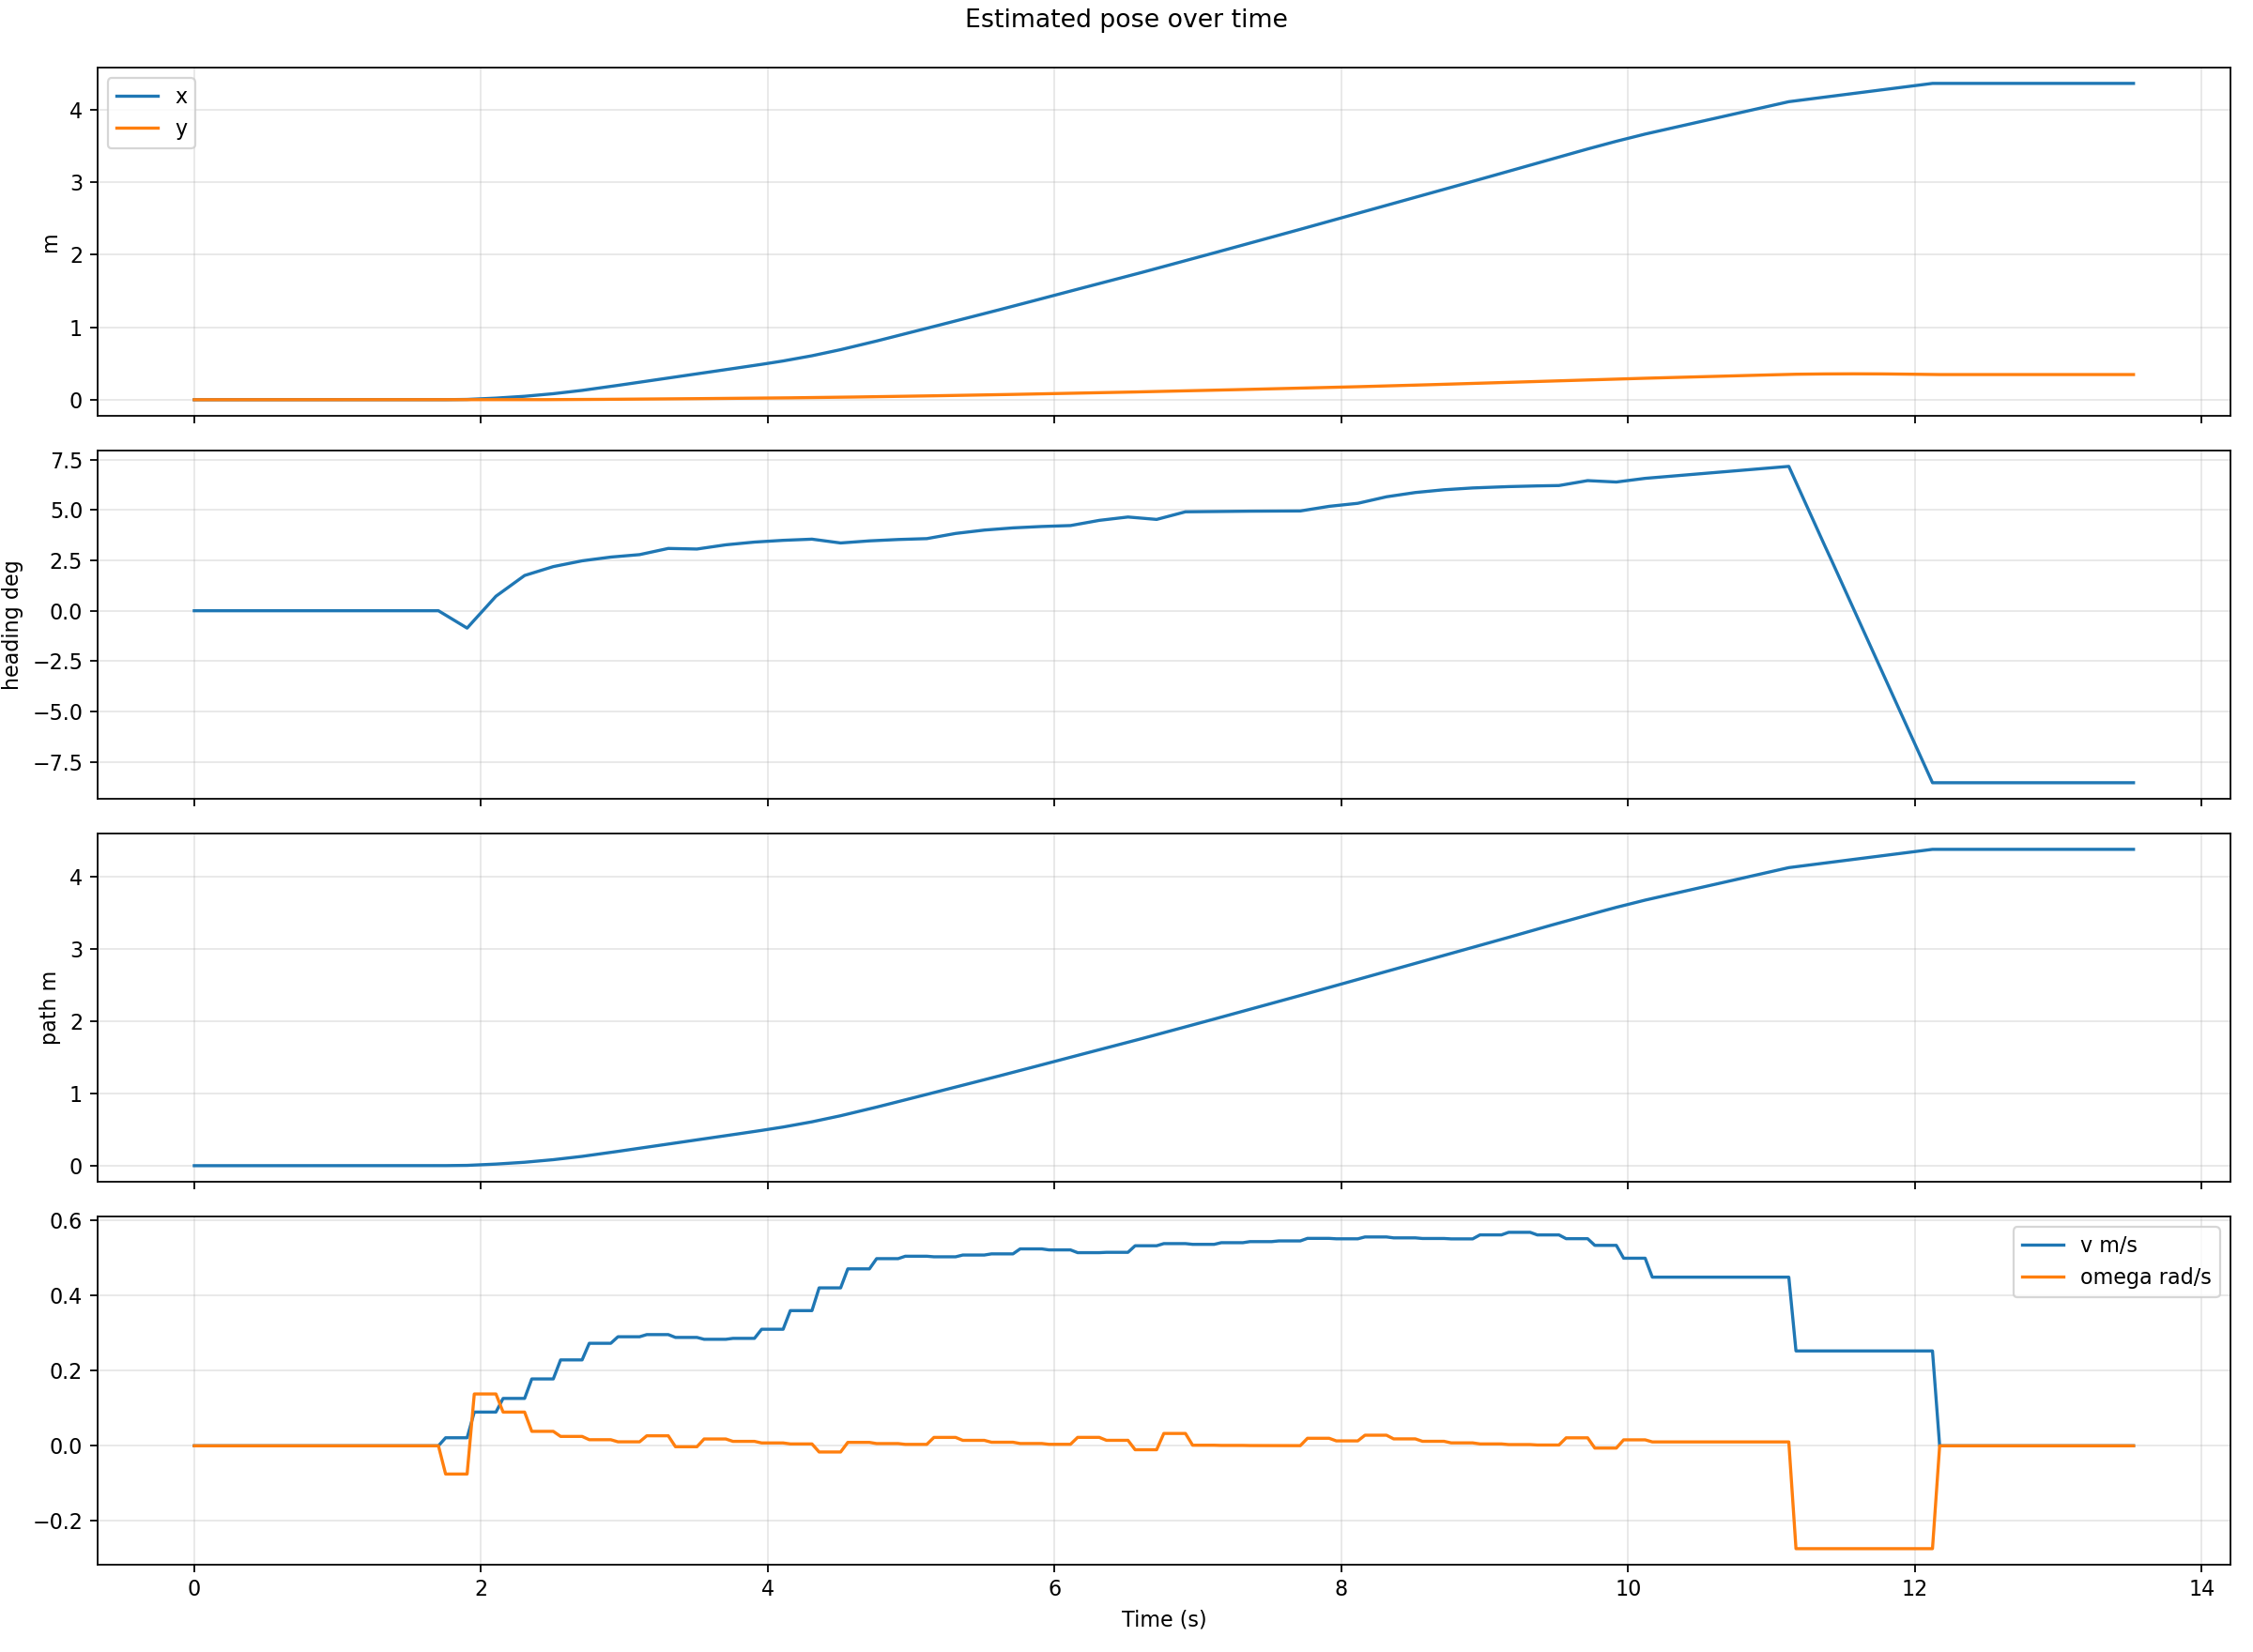 Estimated pose over time
x
y
4
3
2
1
0
m
7.5
5.0
2.5
0.0
−2.5
−5.0
−7.5
heading deg
4
3
2
1
0
path m
0.6
0.4
0.2
0.0
−0.2
v m/s
omega rad/s
0 2 4 6 8 10 12 14
Time (s)